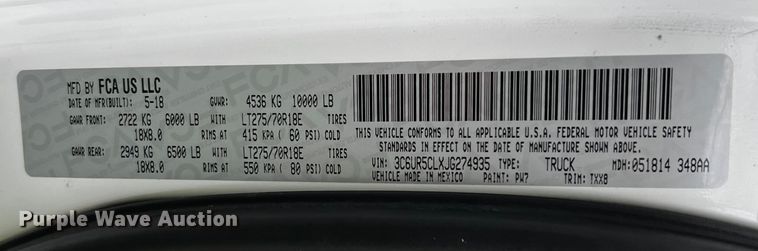 MFD BY FCA US LLC
DATE OF MFR(BUILT): 5-18 GVWR: 4536 KG 10000 LB
GAWR FRONT: 2722 KG 6000 LB WITH LT275/70R18E TIRES
18X8.0 RIMS AT 415 KPA ( 60 PSI) COLD
GAWR REAR: 2949 KG 6500 LB WITH LT275/70R18E TIRES
18X8.0 RIMS AT 550 KPA ( 80 PSI) COLD
THIS VEHICLE CONFORMS TO ALL APPLICABLE U.S.A. FEDERAL MOTOR VEHICLE SAFETY
STANDARDS IN EFFECT ON THE DATE OF MANUFACTURE SHOWN ABOVE.
VIN: 3C6UR5CLXJG274935 TYPE: TRUCK MDH: 051814 348AA
VEHICLE MADE IN MEXICO PAINT: PW7 TRIM: TXX8
Purple Wave Auction